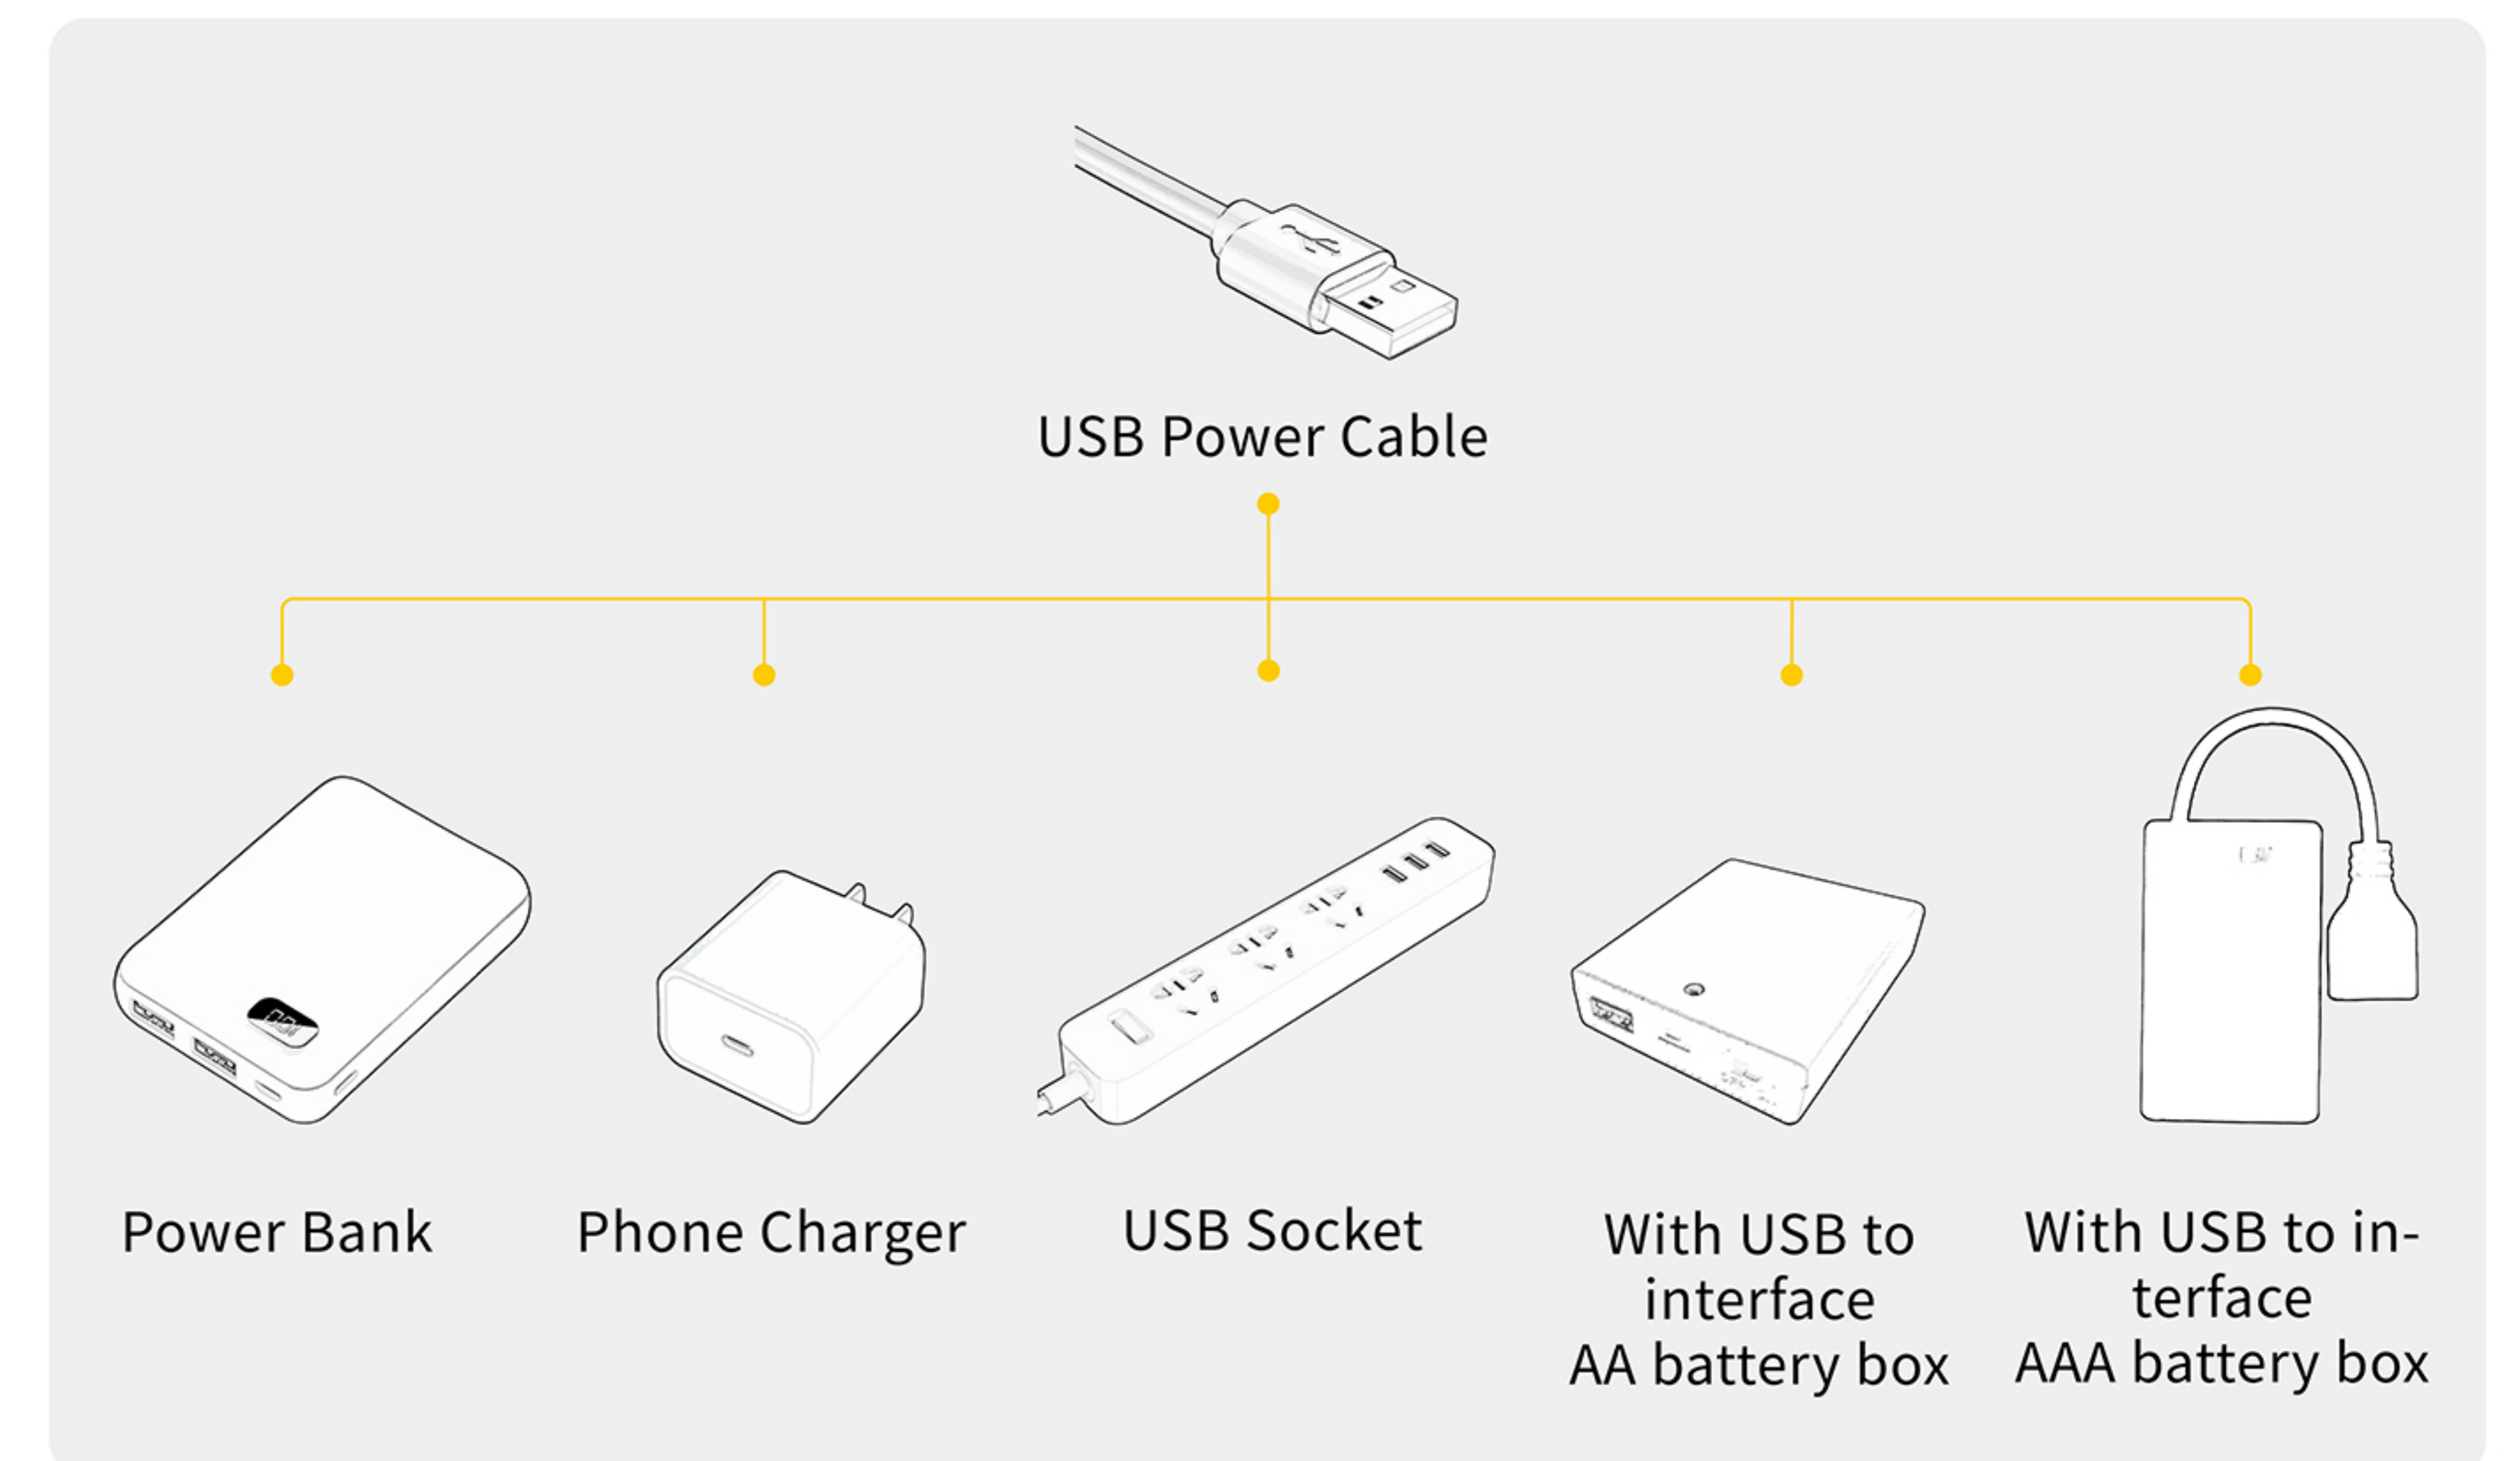 USB Power Cable
Power Bank
Phone Charger
USB Socket
With USB to
interface
AA battery box
With USB to in-
terface
AAA battery box